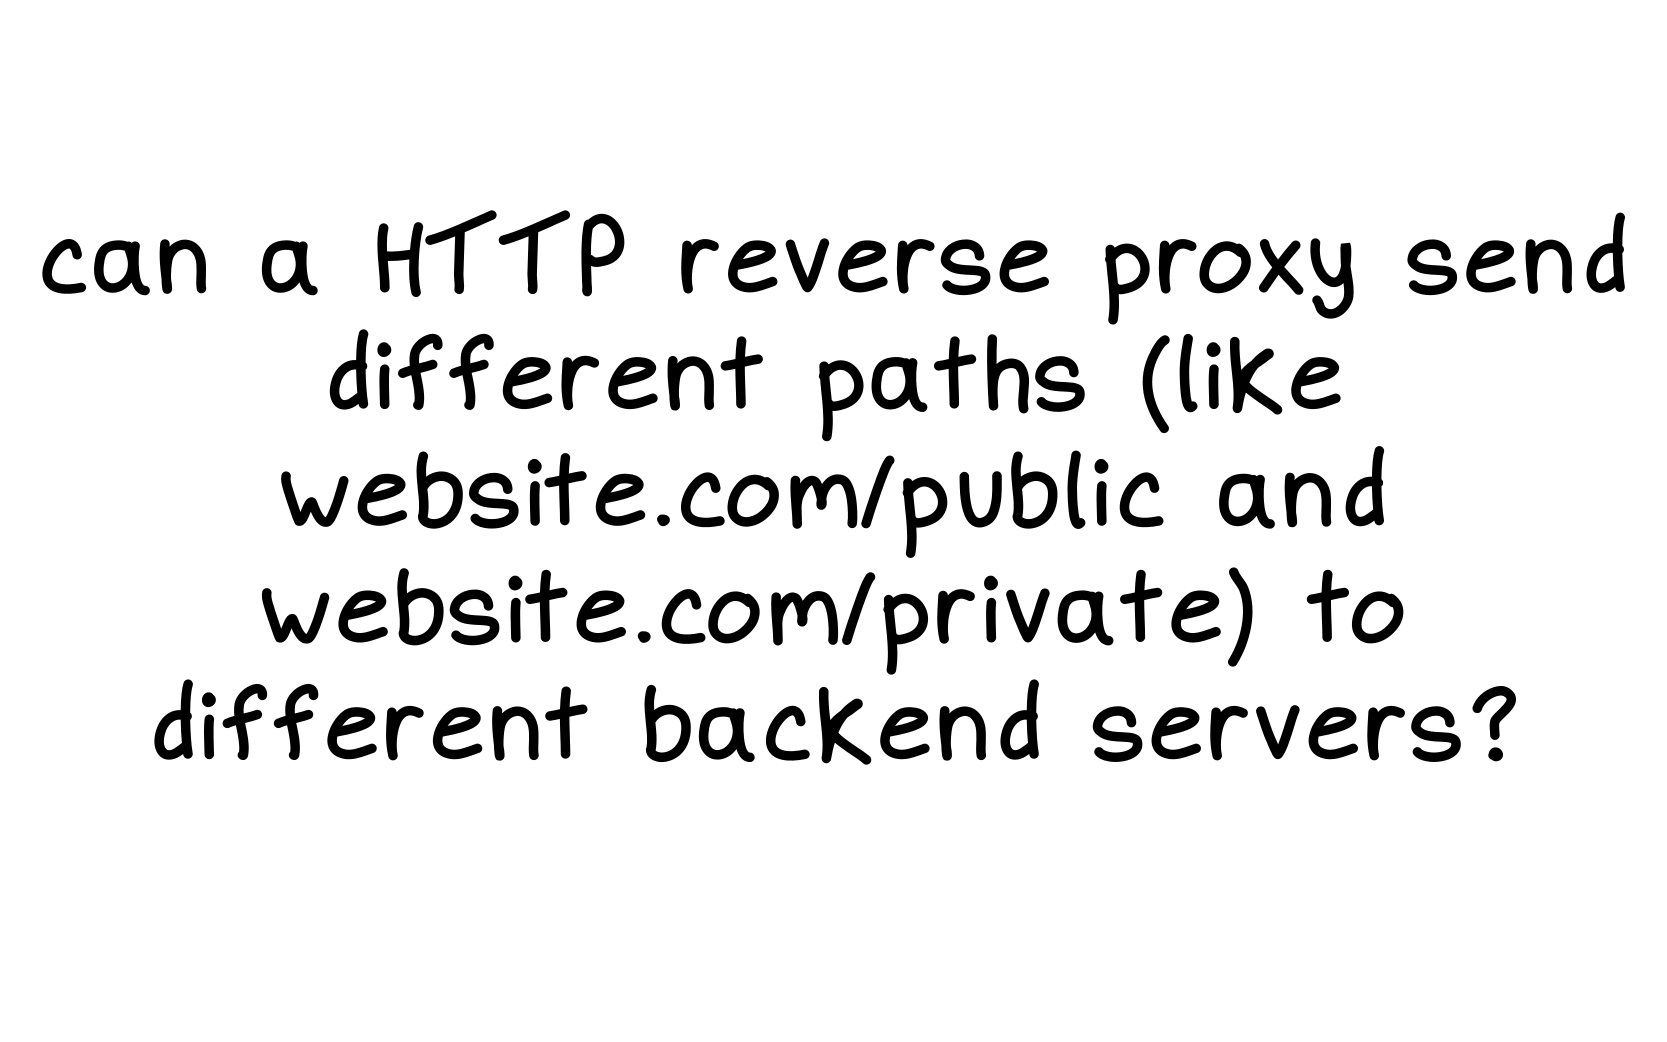 can a HTTP reverse proxy send
different paths (like
website.com/public and
website.com/private) to
different backend servers?